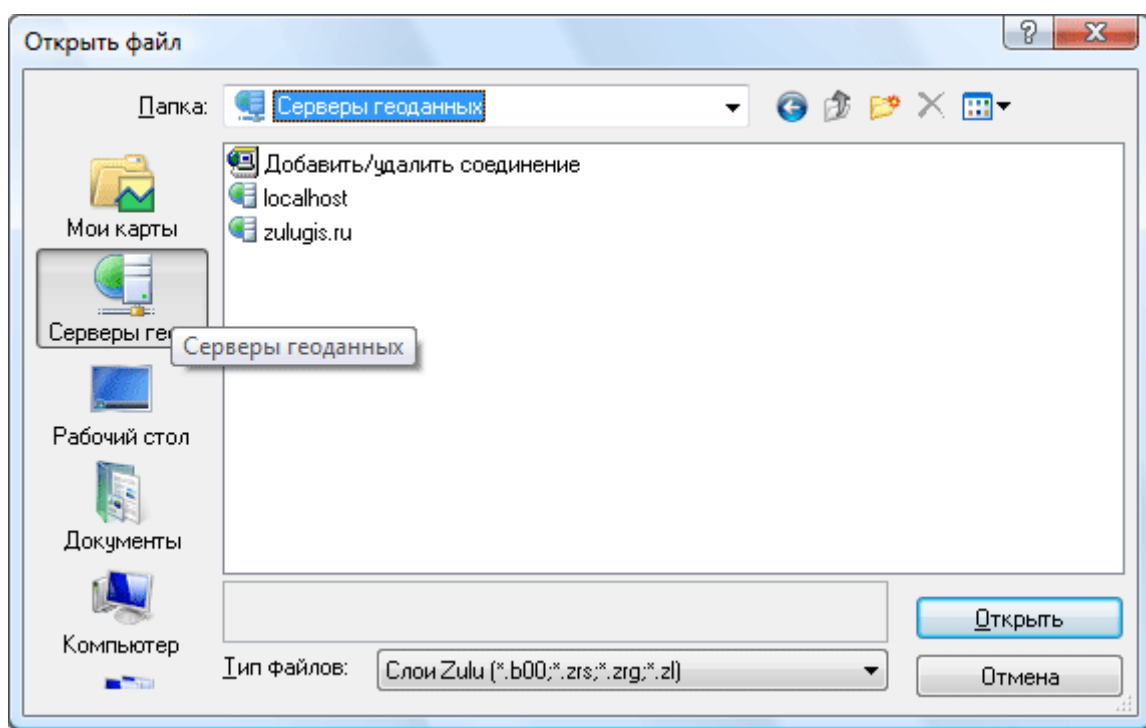 Открыть файл
Папка:
Серверы геоданных
Добавить/удалить соединение
localhost
zulugis.ru
Мои карты
Серверы
Серверы геоданных
Рабочий стол
Документы
Компьютер
Тип файлов:
Слои Zulu (*.b00;*.zrs;*.zrg;*.zl)
Открыть
Отмена